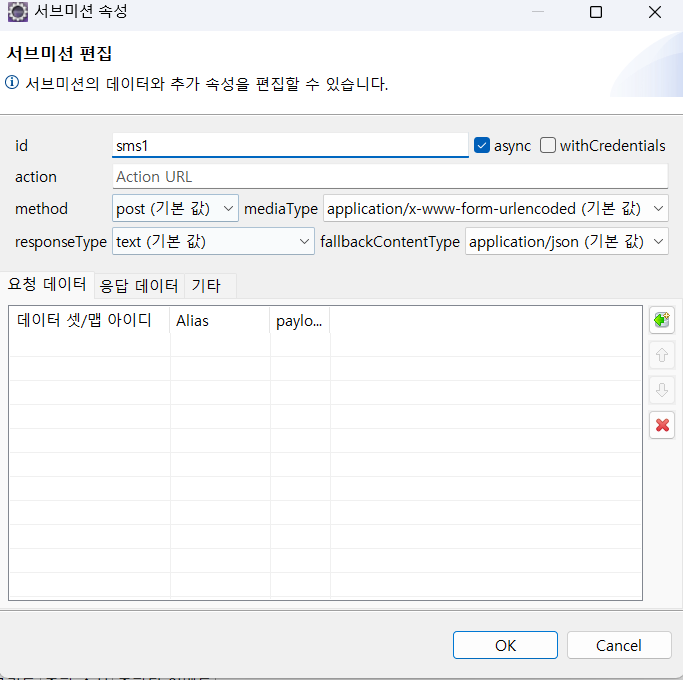 서브미션 속성
서브미션 편집
서브미션의 데이터와 추가 속성을 편집할 수 있습니다.
id sms1 async withCredentials
action Action URL
method post (기본 값) mediaType application/x-www-form-urlencoded (기본 값)
responseType text (기본 값) fallbackContentType application/json (기본 값)
요청 데이터 응답 데이터 기타
데이터 셋/맵 아이디 Alias paylo...
OK Cancel